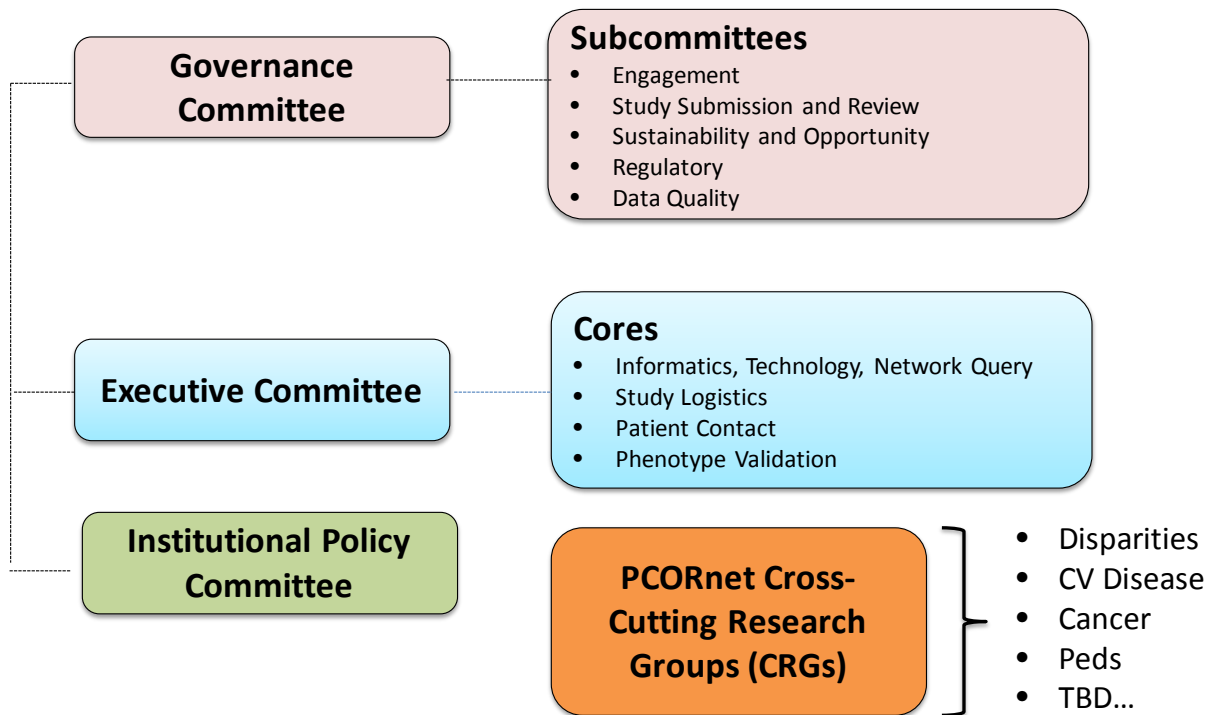 Governance
Committee
Subcommittees
• Engagement
• Study Submission and Review
• Sustainability and Opportunity
• Regulatory
• Data Quality
Executive Committee
Cores
• Informatics, Technology, Network Query
• Study Logistics
• Patient Contact
• Phenotype Validation
Institutional Policy
Committee
PCORnet Cross-
Cutting Research
Groups (CRGs)
• Disparities
• CV Disease
• Cancer
• Peds
• TBD...